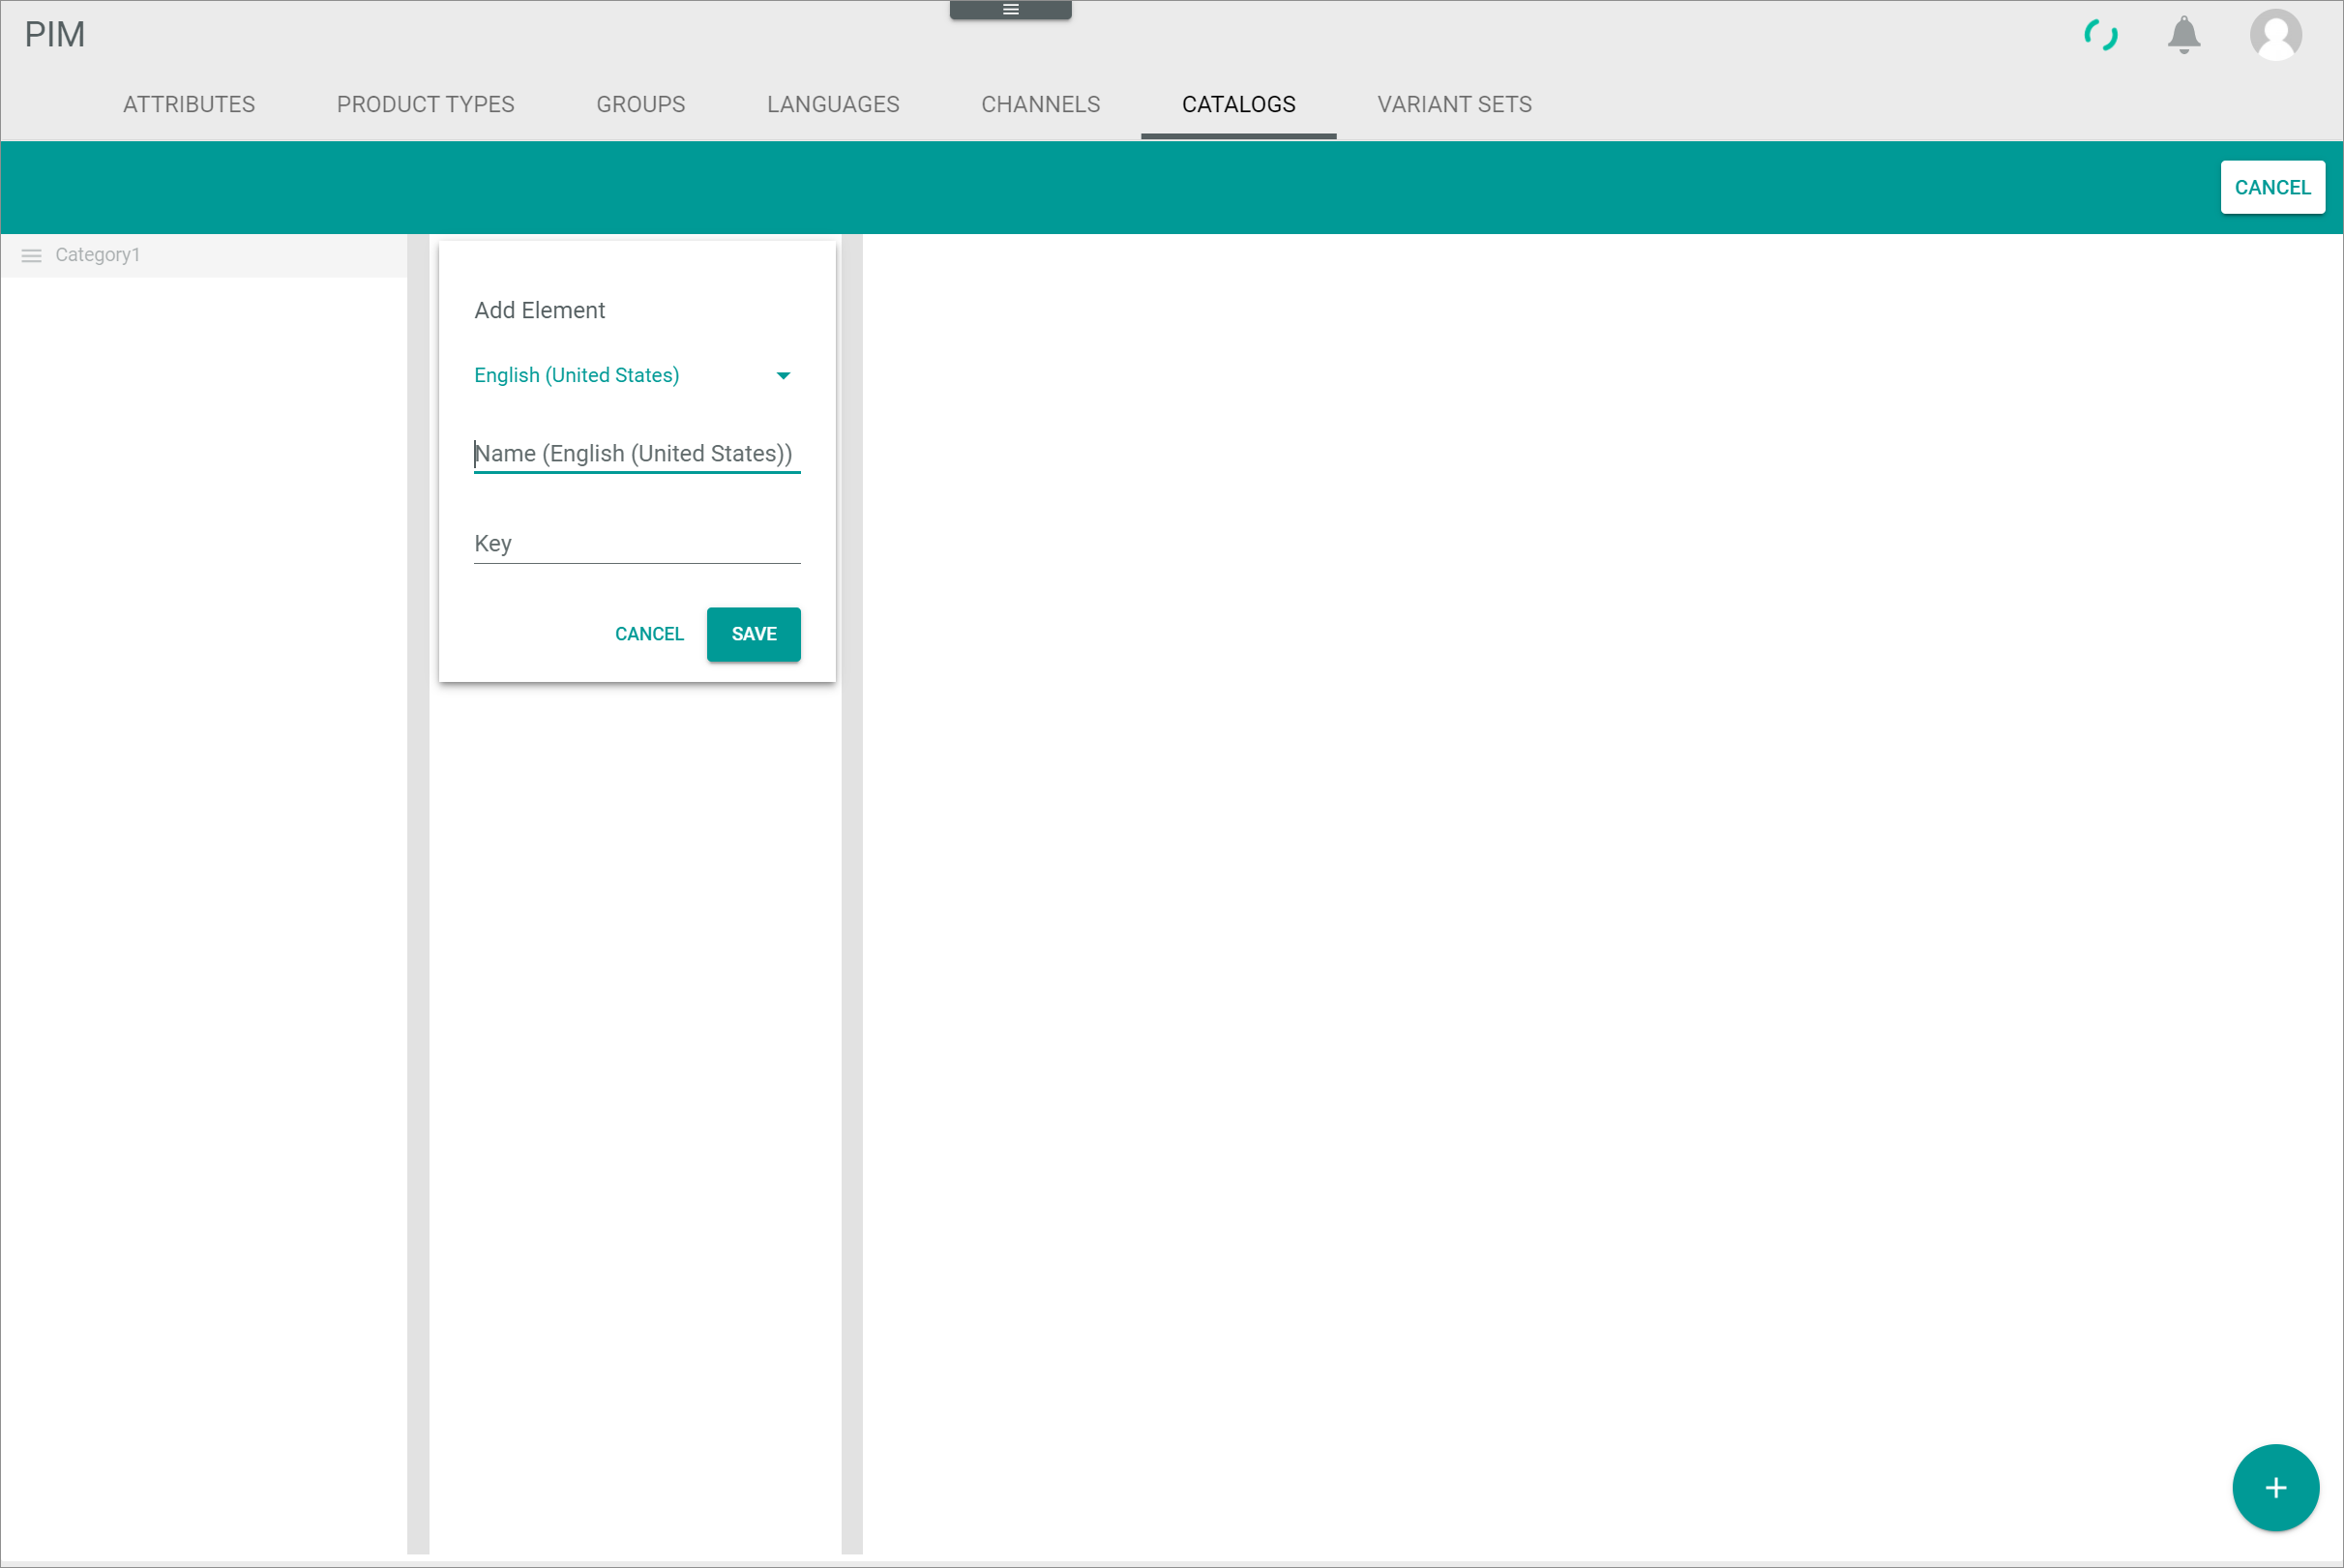 PIM
ATTRIBUTES
PRODUCT TYPES
GROUPS
LANGUAGES
CHANNELS
CATALOGS
VARIANT SETS
CANCEL
Category1
Add Element
English (United States)
Name (English (United States))
Key
CANCEL
SAVE